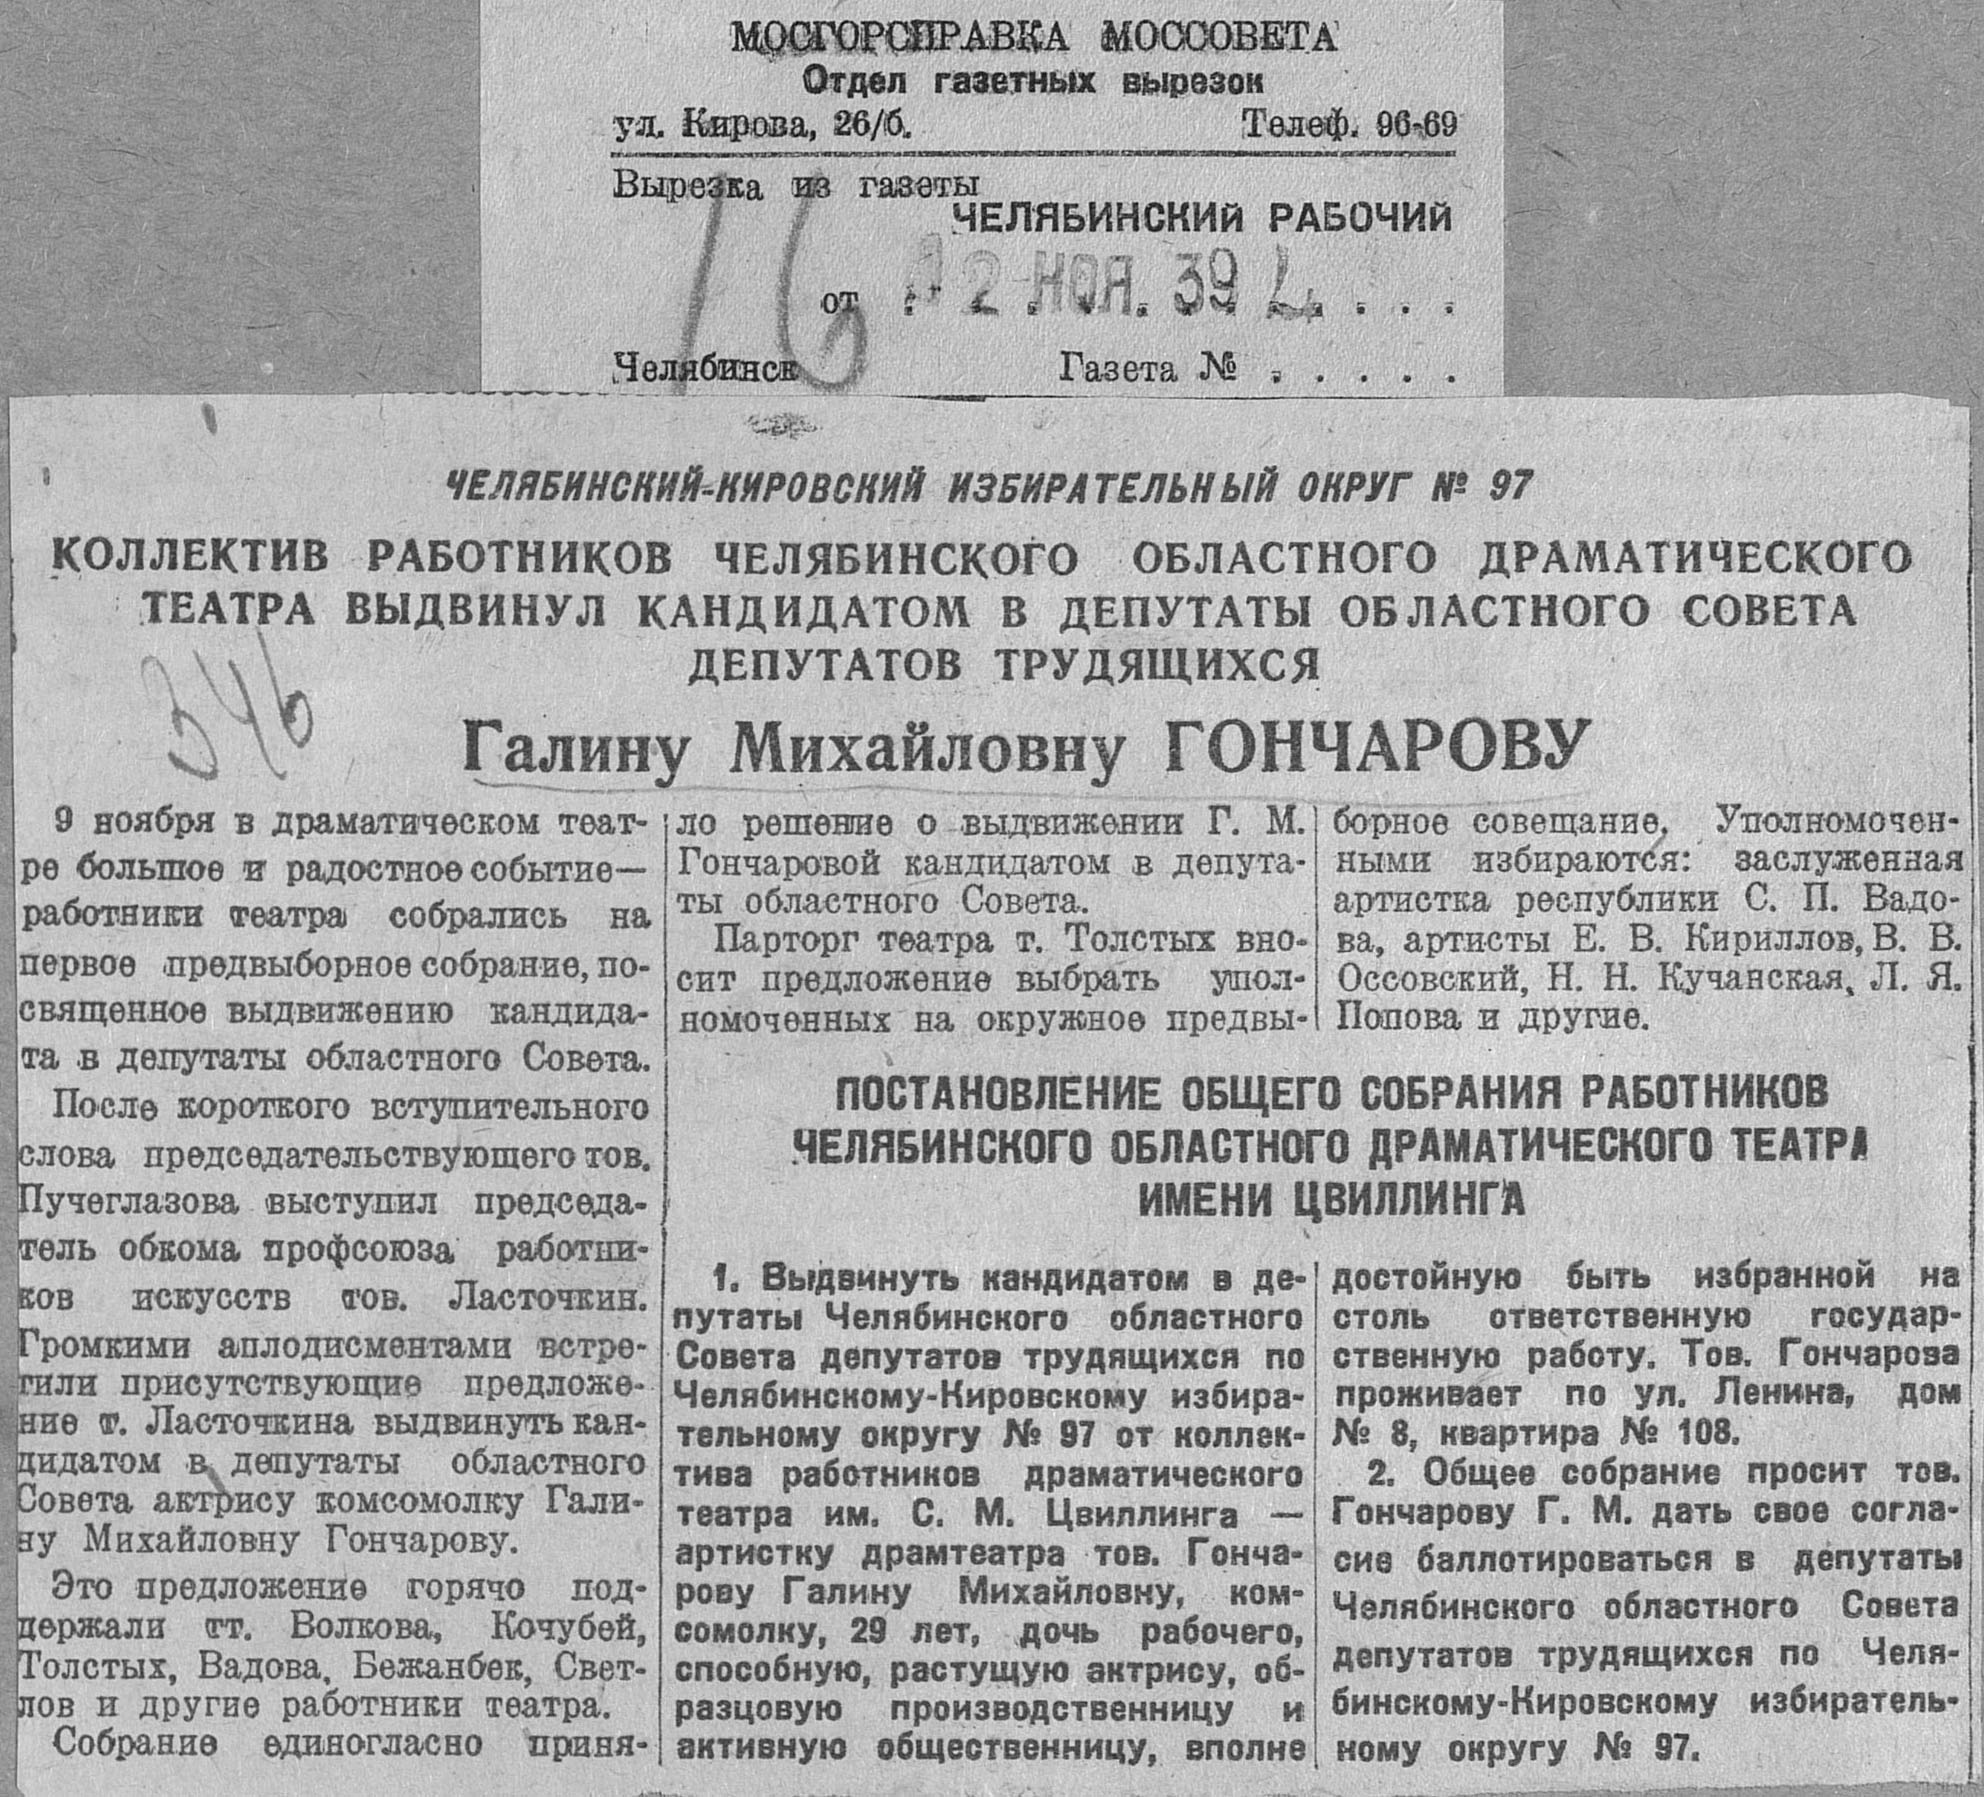 МОСГОРСПРАВКА МОССОВЕТА
Отдел газетных вырезок
ул. Кирова, 26/б. Телеф. 96-69
Вырезка из газеты
ЧЕЛЯБИНСКИЙ РАБОЧИЙ
16
от 12 НОЯ. 39
Челябинск Газета № . . . . .
ЧЕЛЯБИНСКИЙ-КИРОВСКИЙ ИЗБИРАТЕЛЬНЫЙ ОКРУГ № 97
КОЛЛЕКТИВ РАБОТНИКОВ ЧЕЛЯБИНСКОГО ОБЛАСТНОГО ДРАМАТИЧЕСКОГО
ТЕАТРА ВЫДВИНУЛ КАНДИДАТОМ В ДЕПУТАТЫ ОБЛАСТНОГО СОВЕТА
ДЕПУТАТОВ ТРУДЯЩИХСЯ
346
Галину Михайловну ГОНЧАРОВУ
9 ноября в драматическом теат-
ре большое и радостное событие—
работники театра собрались на
первое предвыборное собрание, по-
священное выдвижению кандида-
та в депутаты областного Совета.
После короткого вступительного
слова председательствующего тов.
Пучеглазова выступил председа-
тель обкома профсоюза работни-
ков искусств тов. Ласточкин.
Громкими аплодисментами встре-
тили присутствующие предложе-
ние т. Ласточкина выдвинуть кан-
дидатом в депутаты областного
Совета актрису комсомолку Гали-
ну Михайловну Гончарову.
Это предложение горячо под-
держали тт. Волкова, Кочубей,
Толстых, Вадова, Бежанбек, Свет-
лов и другие работники театра.
Собрание единогласно приня-
ло решение о выдвижении Г. М.
Гончаровой кандидатом в депута-
ты областного Совета.
Парторг театра т. Толстых вно-
сит предложение выбрать упол-
номоченных на окружное предвы-
борное совещание. Уполномочен-
ными избираются: заслуженная
артистка республики С. П. Вадо-
ва, артисты Е. В. Кириллов, В. В.
Оссовский, Н. Н. Кучанская, Л. Я.
Попова и другие.
ПОСТАНОВЛЕНИЕ ОБЩЕГО СОБРАНИЯ РАБОТНИКОВ
ЧЕЛЯБИНСКОГО ОБЛАСТНОГО ДРАМАТИЧЕСКОГО ТЕАТРА
ИМЕНИ ЦВИЛЛИНГА
1. Выдвинуть кандидатом в де-
путаты Челябинского областного
Совета депутатов трудящихся по
Челябинскому-Кировскому избира-
тельному округу № 97 от коллек-
тива работников драматического
театра им. С. М. Цвиллинга —
артистку драмтеатра тов. Гонча-
рову Галину Михайловну, ком-
сомолку, 29 лет, дочь рабочего,
способную, растущую актрису, об-
разцовую производственницу и
активную общественницу, вполне
достойную быть избранной на
столь ответственную государ-
ственную работу. Тов. Гончарова
проживает по ул. Ленина, дом
№ 8, квартира № 108.
2. Общее собрание просит тов.
Гончарову Г. М. дать свое согла-
сие баллотироваться в депутаты
Челябинского областного Совета
депутатов трудящихся по Челя-
бинскому-Кировскому избиратель-
ному округу № 97.